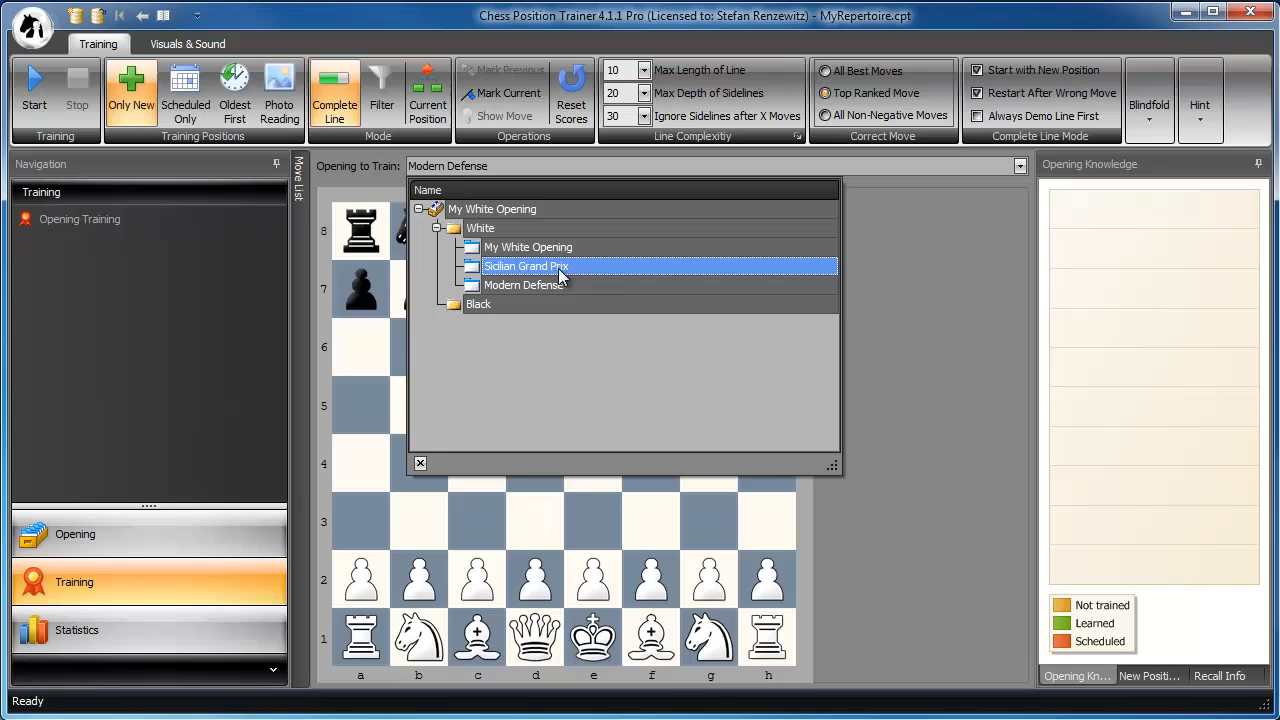 Chess Position Trainer 4.1.1 Pro (Licensed to: Stefan Renzewitz) - MyRepertoire.cpt
Training
Visuals & Sound
Start
Stop
Training
Only New
Scheduled Only
Oldest First
Photo Reading
Training Positions
Complete Line
Filter
Current Position
Mode
Mark Previous
Mark Current
Show Move
Reset Scores
Operations
10 Max Length of Line
20 Max Depth of Sidelines
30 Ignore Sidelines after X Moves
Line Complexitiy
All Best Moves
Top Ranked Move
All Non-Negative Moves
Correct Move
Start with New Position
Restart After Wrong Move
Always Demo Line First
Complete Line Mode
Blindfold
Hint
Navigation
Training
Opening Training
Opening
Training
Statistics
Move List
Opening to Train: Modern Defense
Name
My White Opening
White
My White Opening
Sicilian Grand Prix
Modern Defense
Black
8
7
6
5
4
3
2
1
a b c d e f g h
Opening Knowledge
Not trained
Learned
Scheduled
Opening Kn... New Positi... Recall Info
Ready